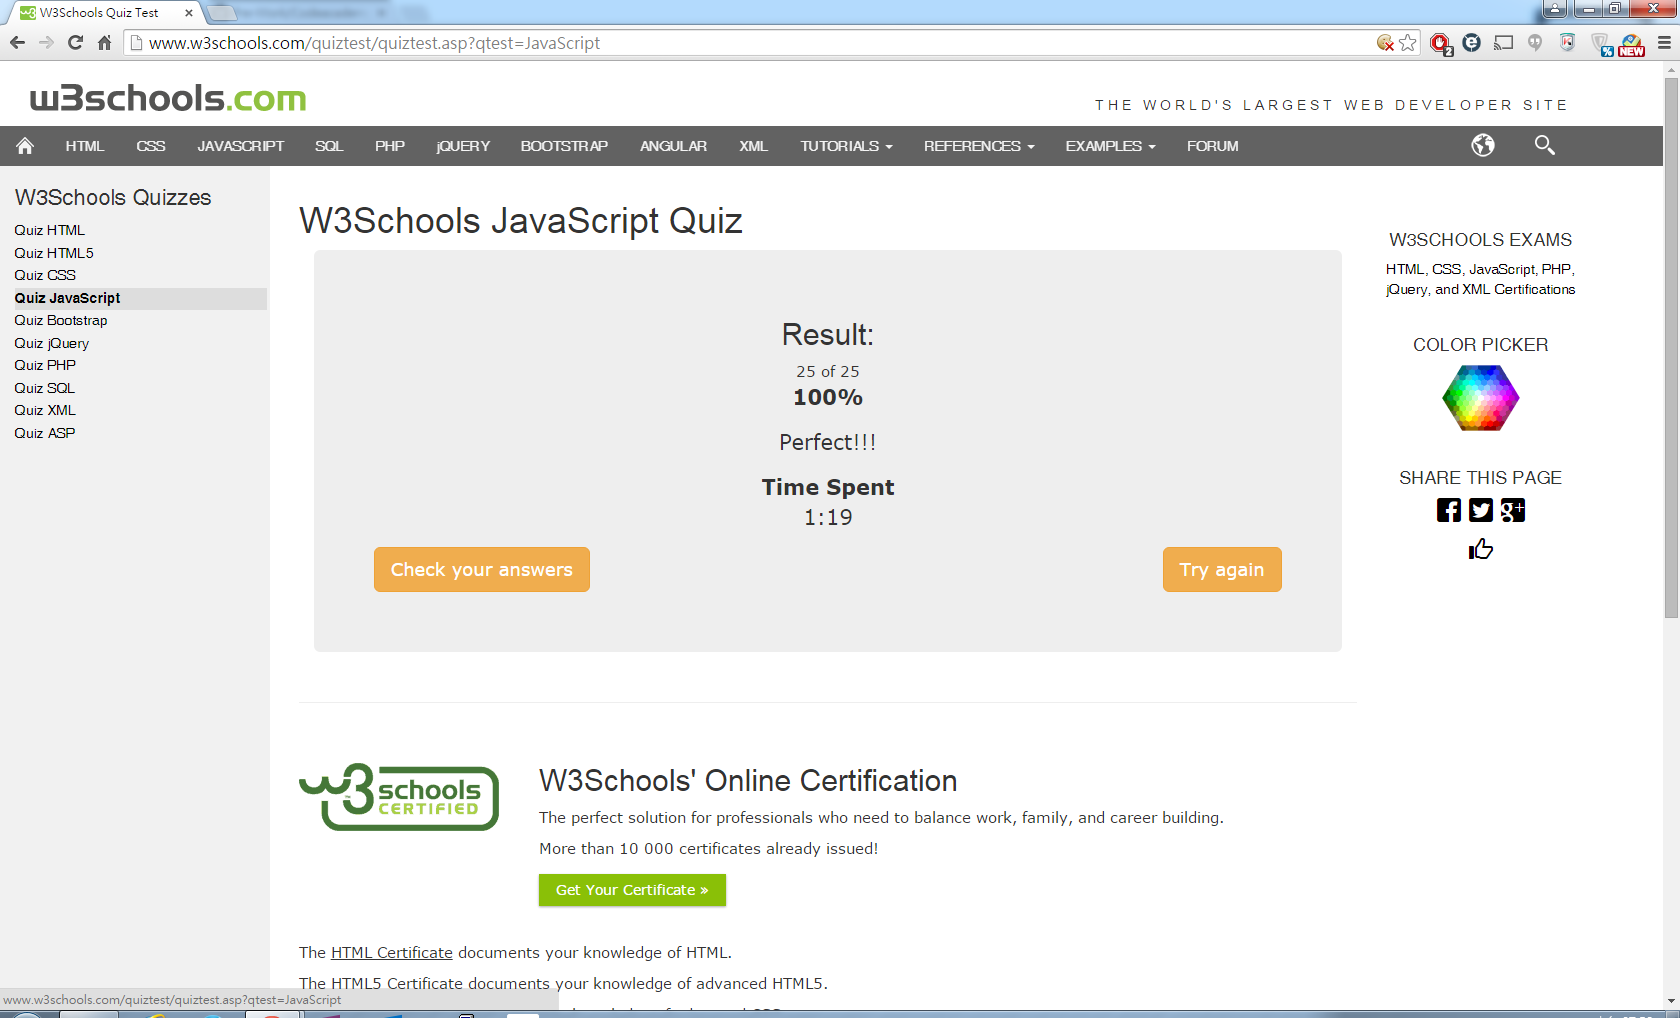 W3Schools Quiz Test
www.w3schools.com/quiztest/quiztest.asp?qtest=JavaScript
2
%
NEW
w3schools.com
THE WORLD'S LARGEST WEB DEVELOPER SITE
HTML CSS JAVASCRIPT SQL PHP jQUERY BOOTSTRAP ANGULAR XML TUTORIALS REFERENCES EXAMPLES FORUM
W3Schools Quizzes
Quiz HTML
Quiz HTML5
Quiz CSS
Quiz JavaScript
Quiz Bootstrap
Quiz jQuery
Quiz PHP
Quiz SQL
Quiz XML
Quiz ASP
W3Schools JavaScript Quiz
Result:
25 of 25
100%
Perfect!!!
Time Spent
1:19
Check your answers
Try again
W3SCHOOLS EXAMS
HTML, CSS, JavaScript, PHP,
jQuery, and XML Certifications
COLOR PICKER
SHARE THIS PAGE
g+
w3schools
CERTIFIED
W3Schools' Online Certification
The perfect solution for professionals who need to balance work, family, and career building.
More than 10 000 certificates already issued!
Get Your Certificate »
The HTML Certificate documents your knowledge of HTML.
The HTML5 Certificate documents your knowledge of advanced HTML5.
www.w3schools.com/quiztest/quiztest.asp?qtest=JavaScript